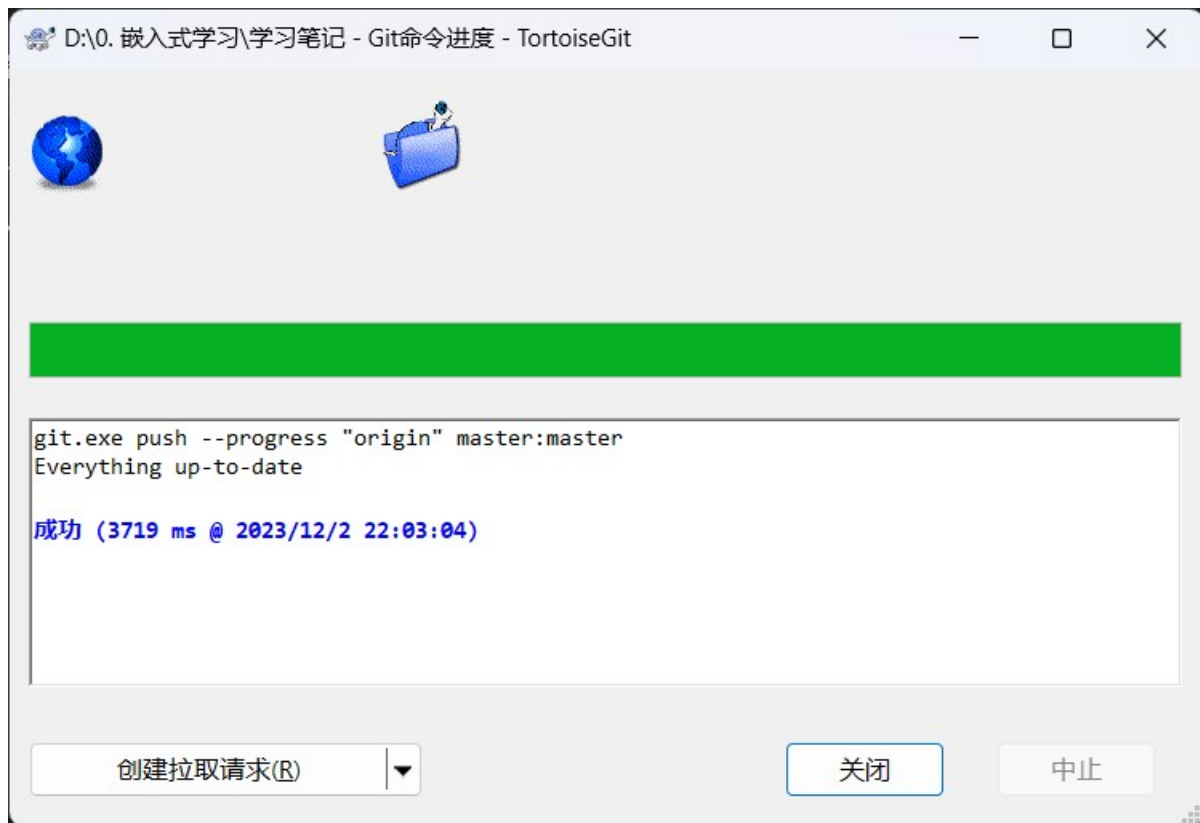 D:\0. 嵌入式学习\学习笔记 - Git命令进度 - TortoiseGit
git.exe push --progress "origin" master:master
Everything up-to-date
成功 (3719 ms @ 2023/12/2 22:03:04)
创建拉取请求(R)
关闭
中止